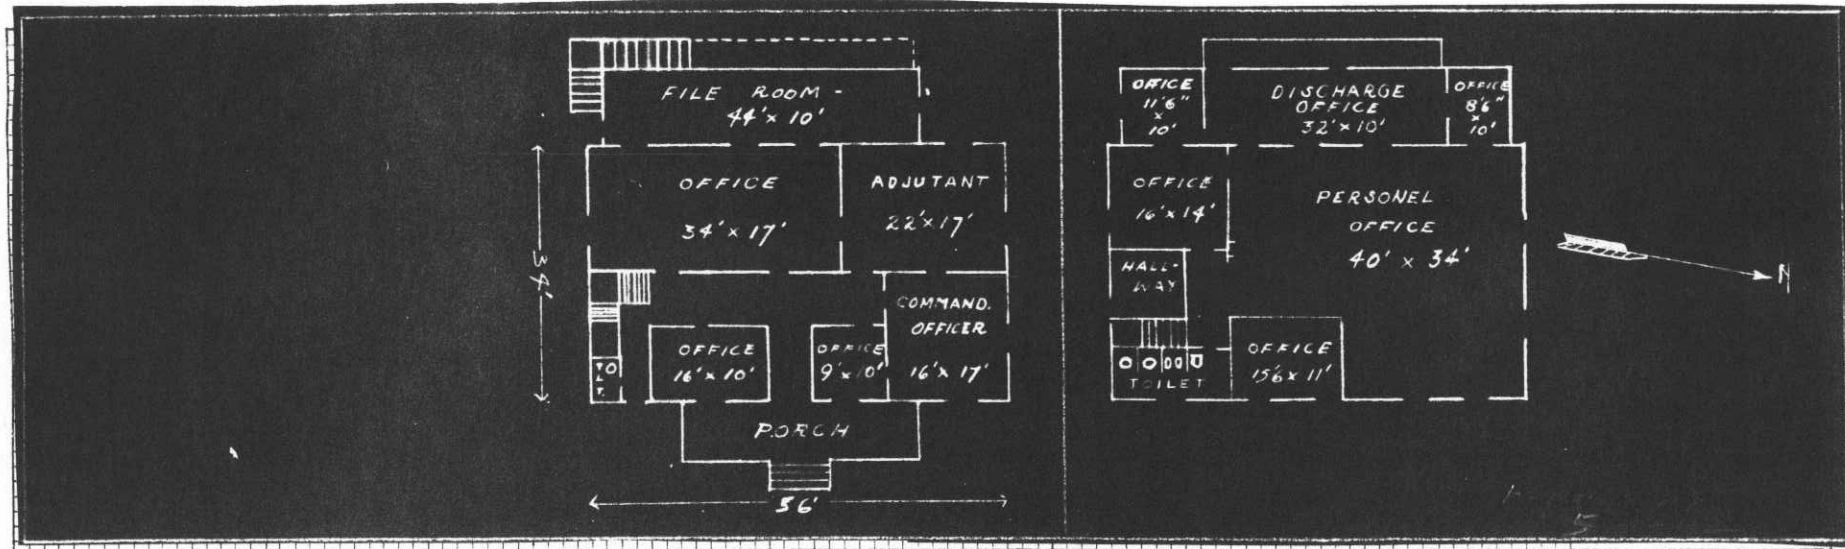 FILE ROOM -
44' x 10'
OFFICE
34' x 17'
ADJUTANT
22' x 17'
34'
COMMAND.
OFFICER
16' x 17'
OFFICE
16' x 10'
OFFICE
9' x 10'
TOLT.
PORCH
56'
OFFICE
11'6"
x
10'
DISCHARGE
OFFICE
32' x 10'
OFFICE
8'6"
x
10'
OFFICE
16' x 14'
PERSONEL
OFFICE
40' x 34'
HALL-
WAY
OFFICE
15'6 x 11'
TOILET
N